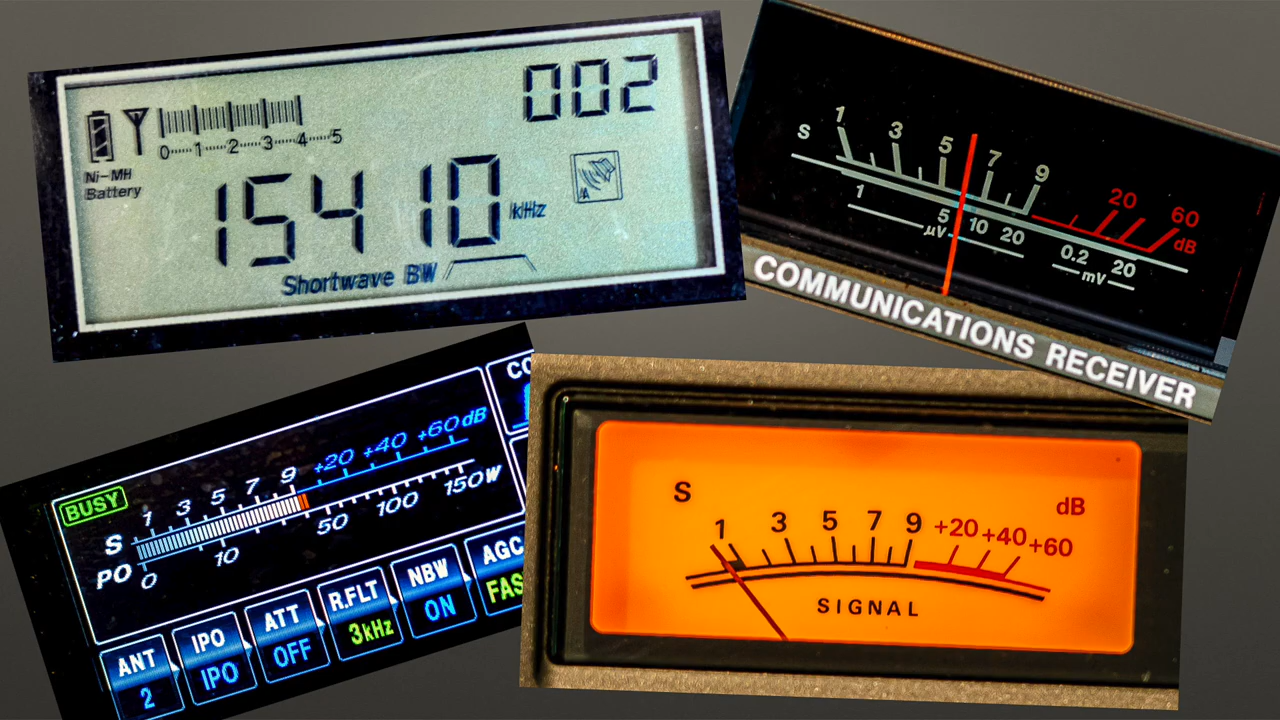 002
0·····1·····2·····3·····4·····5
Ni-MH
Battery
15410 kHz
Shortwave BW
S 1 3 5 7 9 20 60 dB
1 5 10 20 0.2 20
µV mV
COMMUNICATIONS RECEIVER
BUSY
S 1 3 5 7 9 +20 +40 +60dB
PO 0 10 50 100 150W
CO
ANT IPO ATT R.FLT NBW AGC
2 IPO OFF 3kHz ON FAS
S dB
1 3 5 7 9 +20 +40 +60
SIGNAL